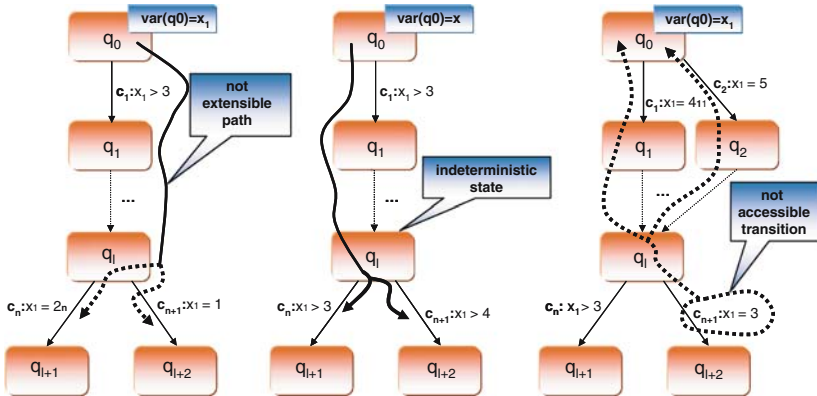 var(q0)=x1
q0
c1:x1 > 3
not
extensible
path
q1
...
ql
cn:x1 = 2n
cn+1:x1 = 1
ql+1
ql+2
var(q0)=x
q0
c1:x1 > 3
q1
indeterministic
state
...
ql
cn:x1 > 3
cn+1:x1 > 4
ql+1
ql+2
var(q0)=x1
q0
c2:x1 = 5
c1:x1= 411
q1
q2
...
not
accessible
transition
ql
cn: x1 > 3
cn+1:x1 = 3
ql+1
ql+2